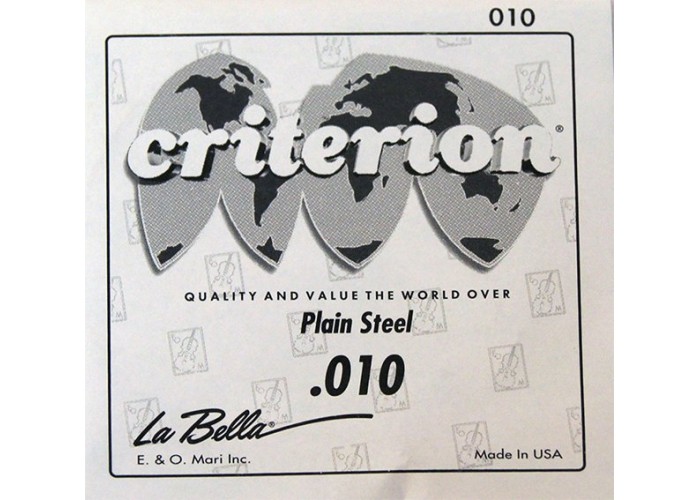 010
criterion®
QUALITY AND VALUE THE WORLD OVER
Plain Steel
.010
La Bella®
E. & O. Mari Inc.
Made In USA